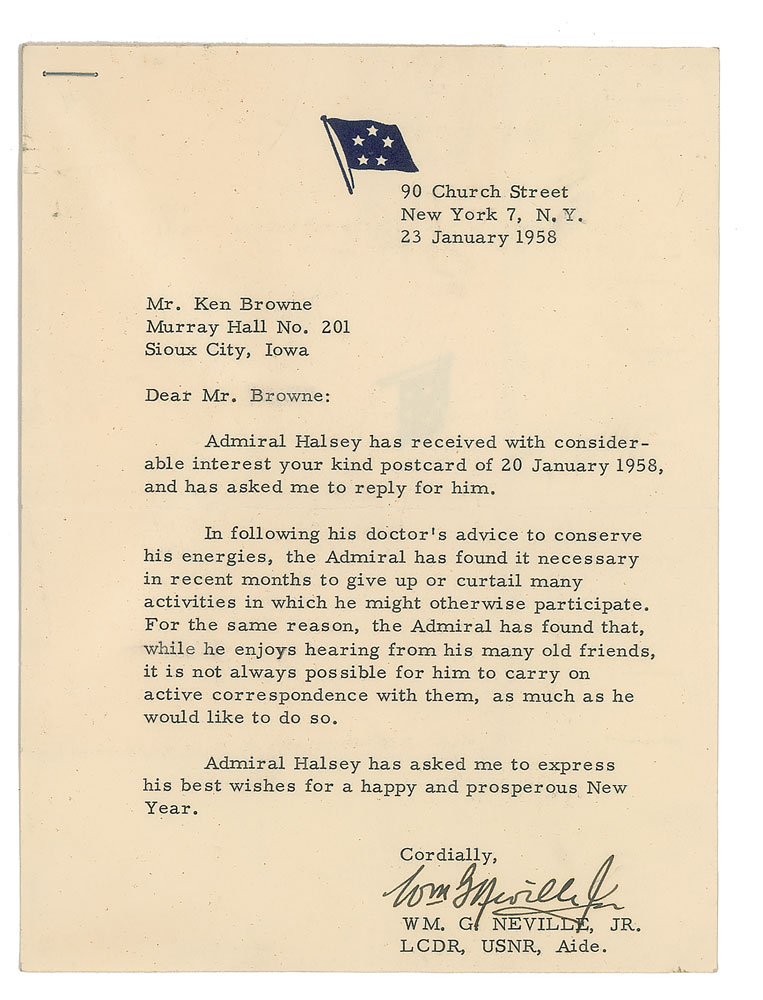 90 Church Street
New York 7, N. Y.
23 January 1958
Mr. Ken Browne
Murray Hall No. 201
Sioux City, Iowa
Dear Mr. Browne:
Admiral Halsey has received with consider-
able interest your kind postcard of 20 January 1958,
and has asked me to reply for him.
In following his doctor's advice to conserve
his energies, the Admiral has found it necessary
in recent months to give up or curtail many
activities in which he might otherwise participate.
For the same reason, the Admiral has found that,
while he enjoys hearing from his many old friends,
it is not always possible for him to carry on
active correspondence with them, as much as he
would like to do so.
Admiral Halsey has asked me to express
his best wishes for a happy and prosperous New
Year.
Cordially,
Wm G Neville Jr
WM. G. NEVILLE, JR.
LCDR, USNR, Aide.